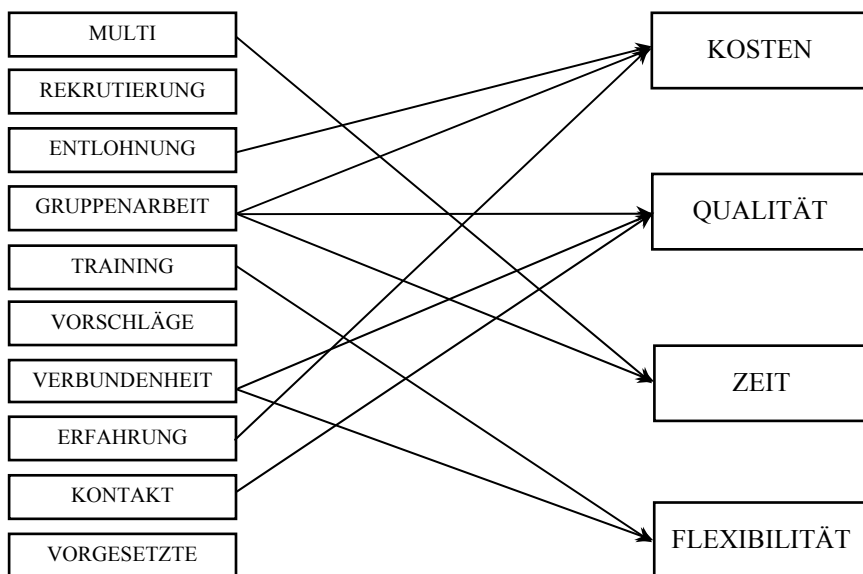 MULTI
REKRUTIERUNG
ENTLOHNUNG
GRUPPENARBEIT
TRAINING
VORSCHLÄGE
VERBUNDENHEIT
ERFAHRUNG
KONTAKT
VORGESETZTE
KOSTEN
QUALITÄT
ZEIT
FLEXIBILITÄT